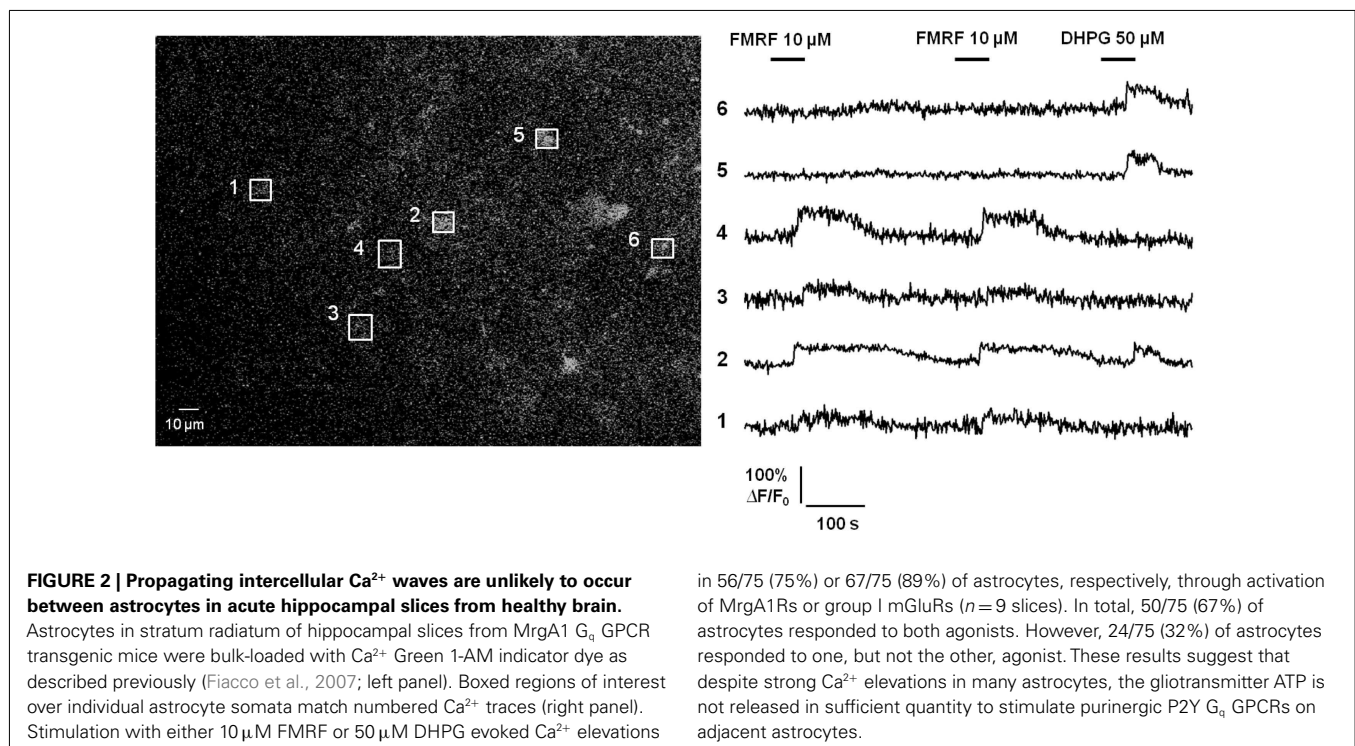 FMRF 10 µM FMRF 10 µM DHPG 50 µM
6
5
4
3
2
1
1
2
3
4
5
6
10 µm
100%
ΔF/F₀
100 s
FIGURE 2 | Propagating intercellular Ca²⁺ waves are unlikely to occur
between astrocytes in acute hippocampal slices from healthy brain.
Astrocytes in stratum radiatum of hippocampal slices from MrgA1 Gq GPCR
transgenic mice were bulk-loaded with Ca²⁺ Green 1-AM indicator dye as
described previously (Fiacco et al., 2007; left panel). Boxed regions of interest
over individual astrocyte somata match numbered Ca²⁺ traces (right panel).
Stimulation with either 10 µM FMRF or 50 µM DHPG evoked Ca²⁺ elevations
in 56/75 (75%) or 67/75 (89%) of astrocytes, respectively, through activation
of MrgA1Rs or group I mGluRs (n = 9 slices). In total, 50/75 (67%) of
astrocytes responded to both agonists. However, 24/75 (32%) of astrocytes
responded to one, but not the other, agonist. These results suggest that
despite strong Ca²⁺ elevations in many astrocytes, the gliotransmitter ATP is
not released in sufficient quantity to stimulate purinergic P2Y Gq GPCRs on
adjacent astrocytes.